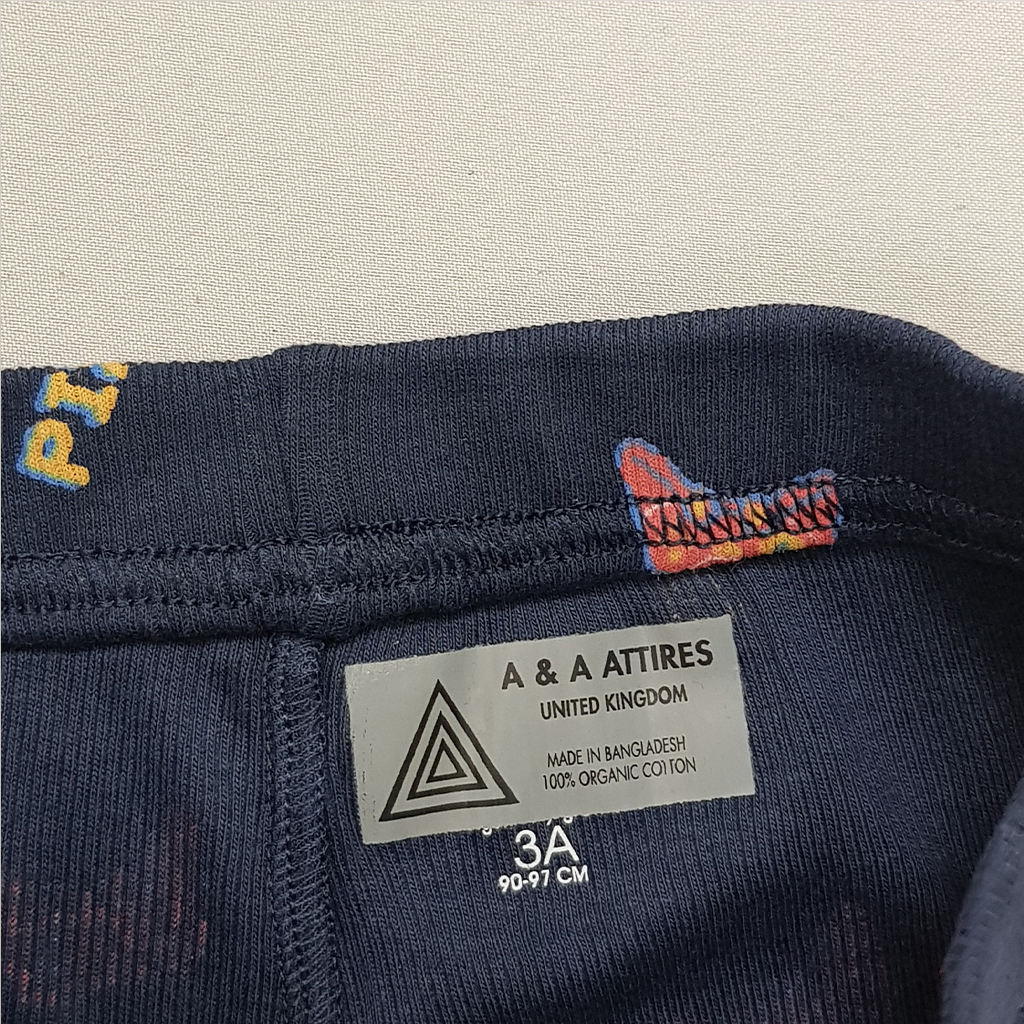 A & A ATTIRES
UNITED KINGDOM
MADE IN BANGLADESH
100% ORGANIC COTTON
3A
90-97 CM